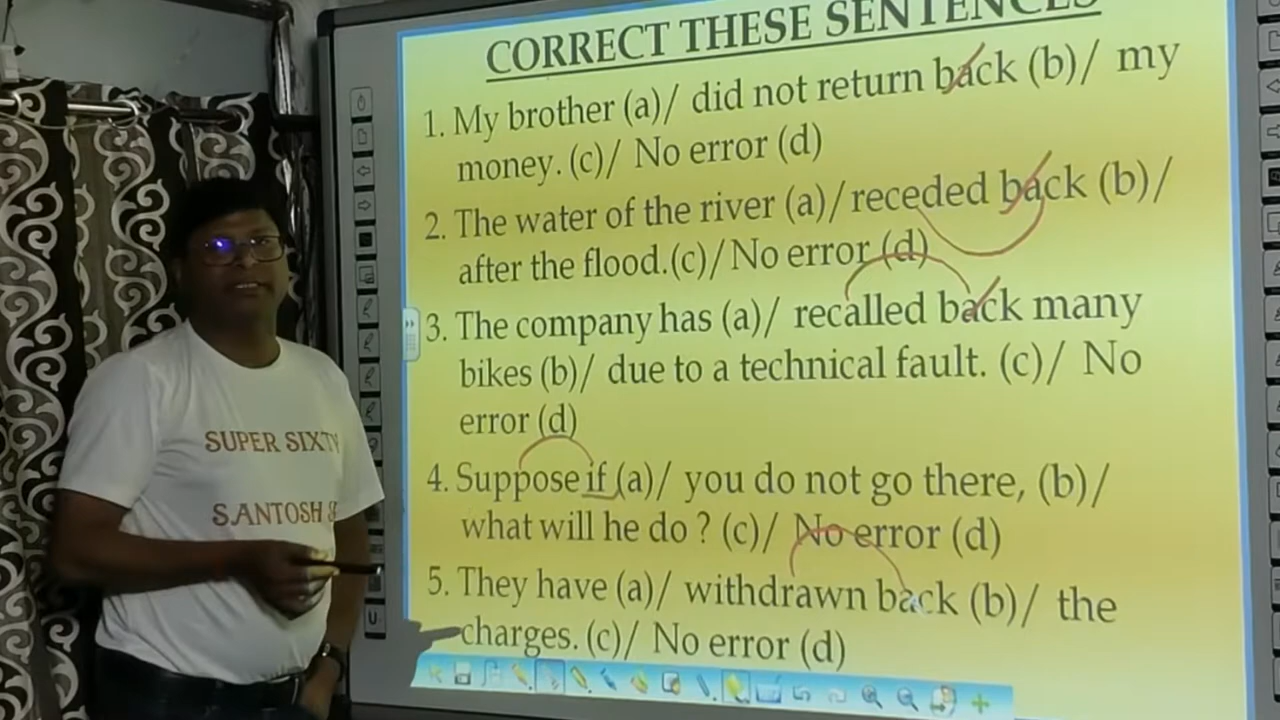 CORRECT THESE SENTENCES
1. My brother (a)/ did not return back (b)/ my
money. (c)/ No error (d)
2. The water of the river (a)/ receded back (b)/
after the flood.(c)/ No error (d)
3. The company has (a)/ recalled back many
bikes (b)/ due to a technical fault. (c)/ No
error (d)
4. Suppose if (a)/ you do not go there, (b)/
what will he do ? (c)/ No error (d)
5. They have (a)/ withdrawn back (b)/ the
charges. (c)/ No error (d)
SUPER SIXTY
SANTOSH